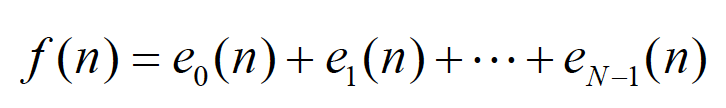 f(n) = e₀(n) + e₁(n) + ⋯ + e_{N−1}(n)